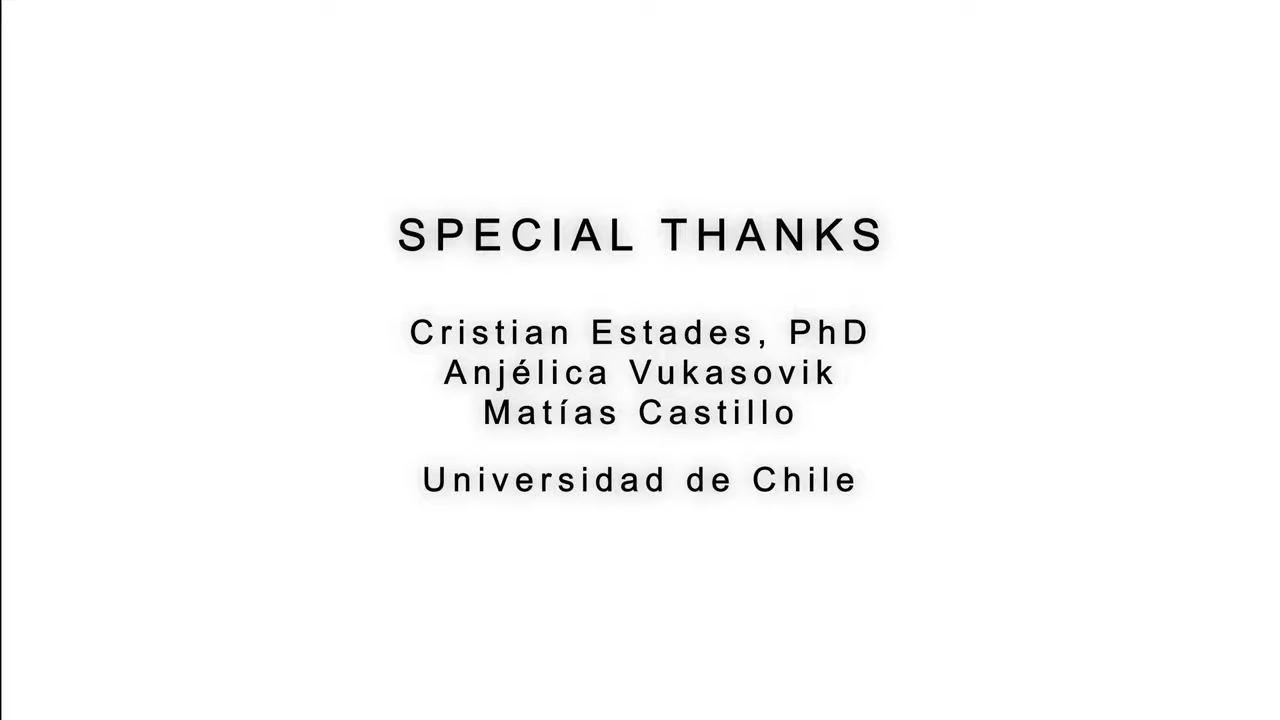 SPECIAL THANKS
Cristian Estades, PhD
Anjélica Vukasovik
Matías Castillo
Universidad de Chile